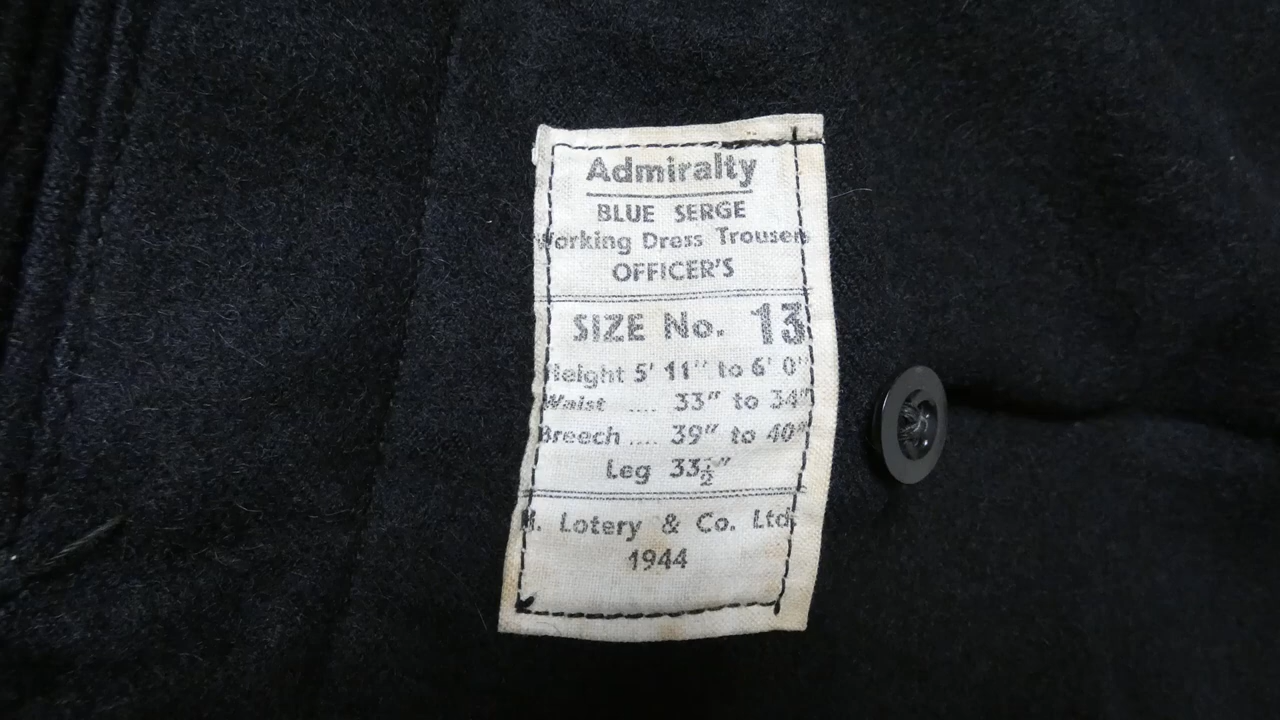 Admiralty
BLUE SERGE
Working Dress Trousers
OFFICER'S
SIZE No. 13
Height 5' 11" to 6' 0"
Waist .... 33" to 34"
Breech .... 39" to 40"
Leg 33½"
Lotery & Co. Ltd.
1944